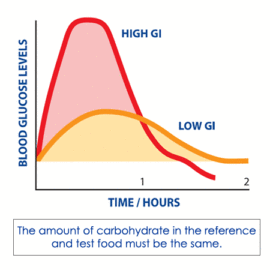 HIGH GI
BLOOD GLUCOSE LEVELS
LOW GI
1
2
TIME / HOURS
The amount of carbohydrate in the reference
and test food must be the same.